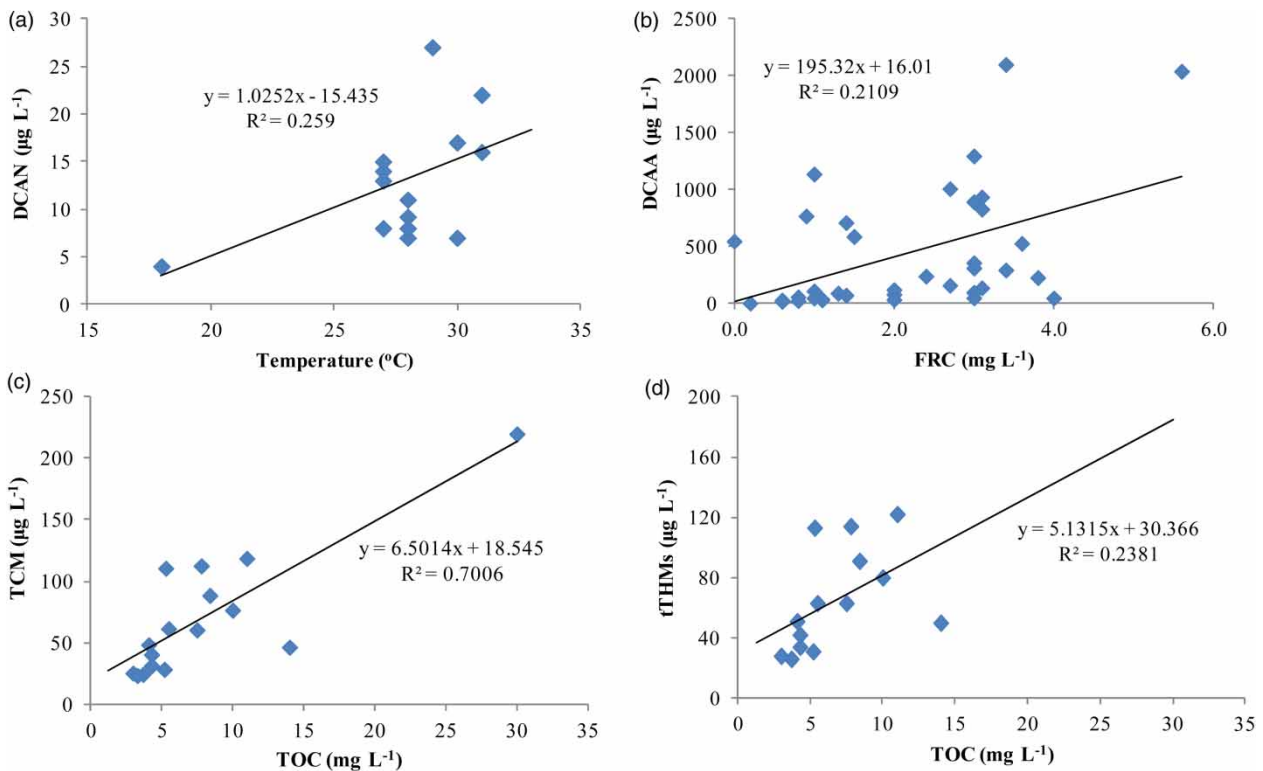 (a)
30
25
20
15
10
5
0
DCAN (µg L-1)
y = 1.0252x - 15.435
R² = 0.259
15 20 25 30 35
Temperature (oC)
(b)
2500
2000
1500
1000
500
0
DCAA (µg L-1)
y = 195.32x + 16.01
R² = 0.2109
0.0 2.0 4.0 6.0
FRC (mg L-1)
(c)
250
200
150
100
50
0
TCM (µg L-1)
y = 6.5014x + 18.545
R² = 0.7006
0 5 10 15 20 25 30 35
TOC (mg L-1)
(d)
200
160
120
80
40
0
tTHMs (µg L-1)
y = 5.1315x + 30.366
R² = 0.2381
0 5 10 15 20 25 30 35
TOC (mg L-1)